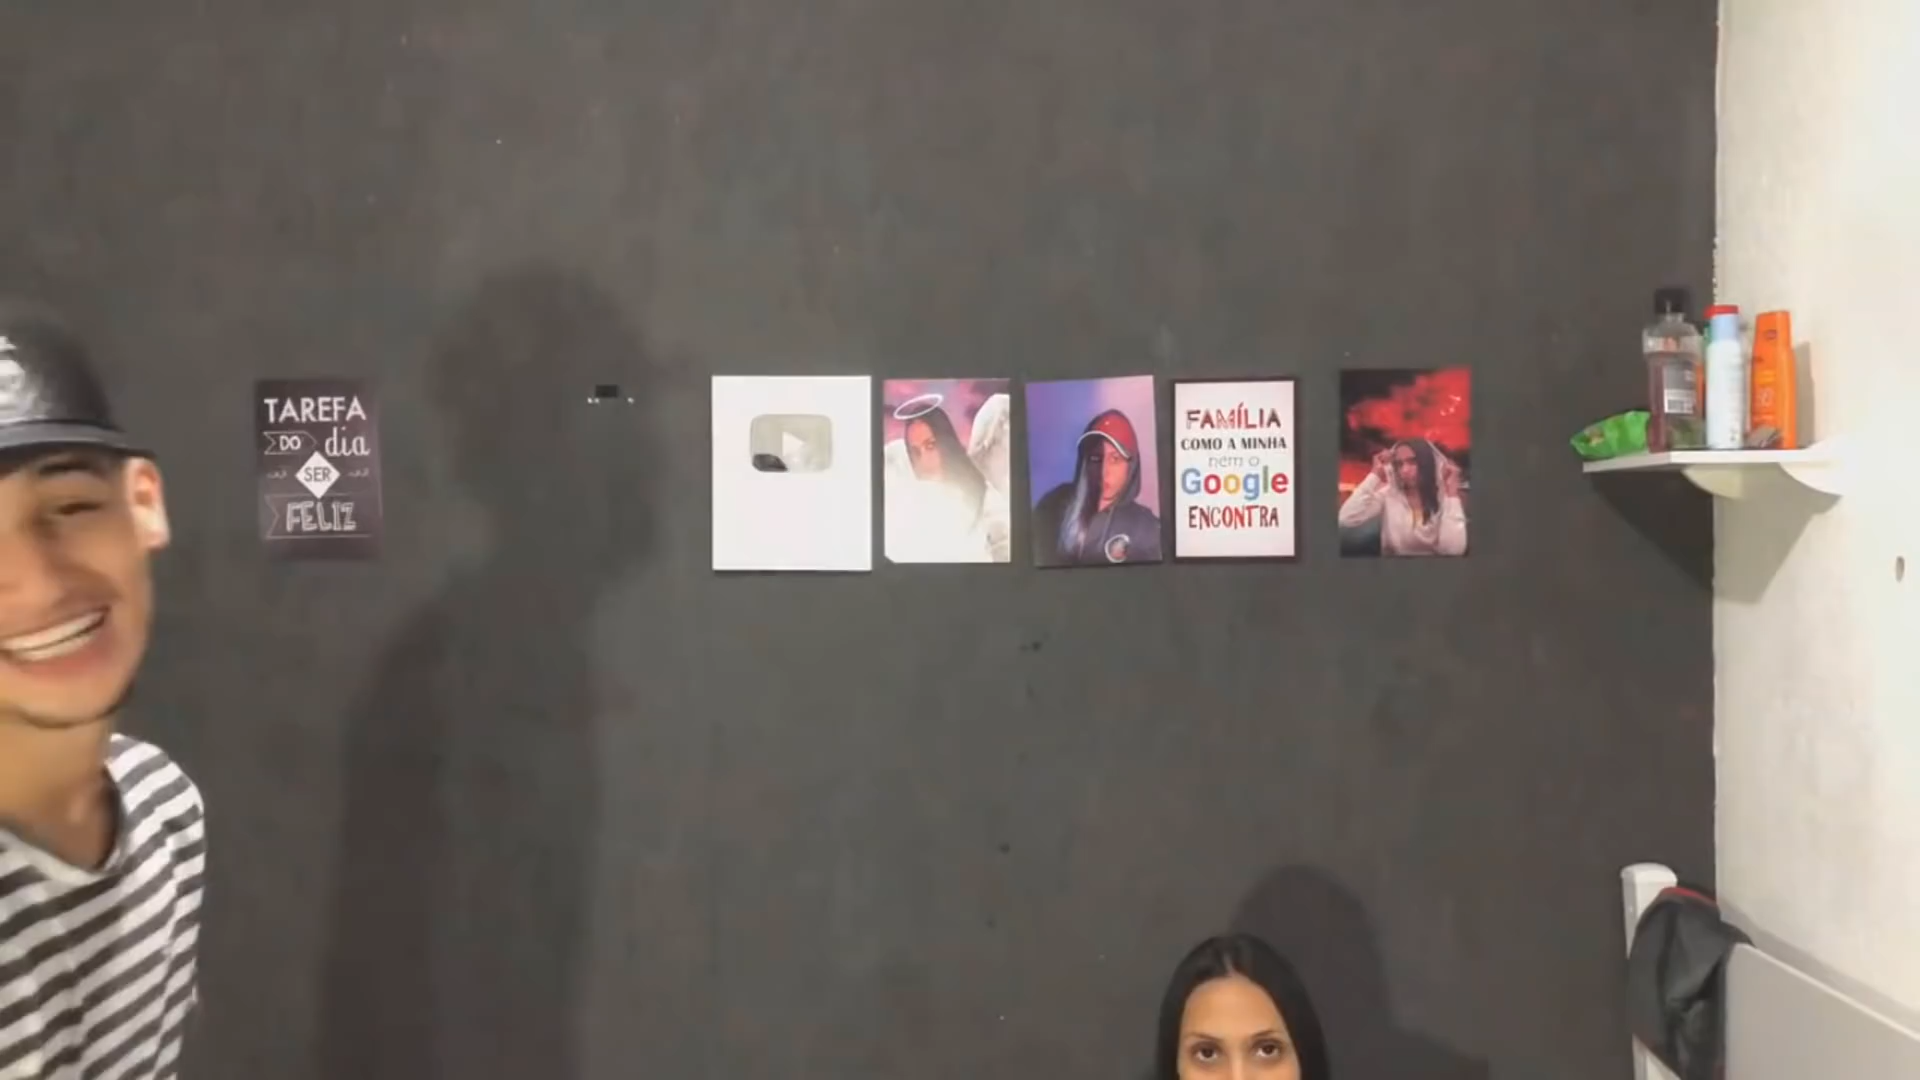 TAREFA
DO dia
SER
FELIZ
FAMÍLIA
COMO A MINHA
nem o
Google
ENCONTRA